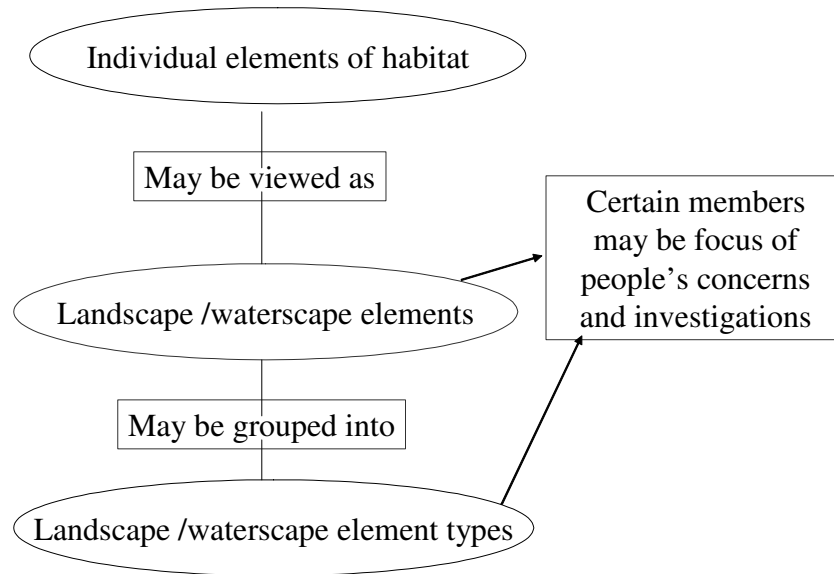 Individual elements of habitat
May be viewed as
Certain members
may be focus of
people's concerns
and investigations
Landscape /waterscape elements
May be grouped into
Landscape /waterscape element types